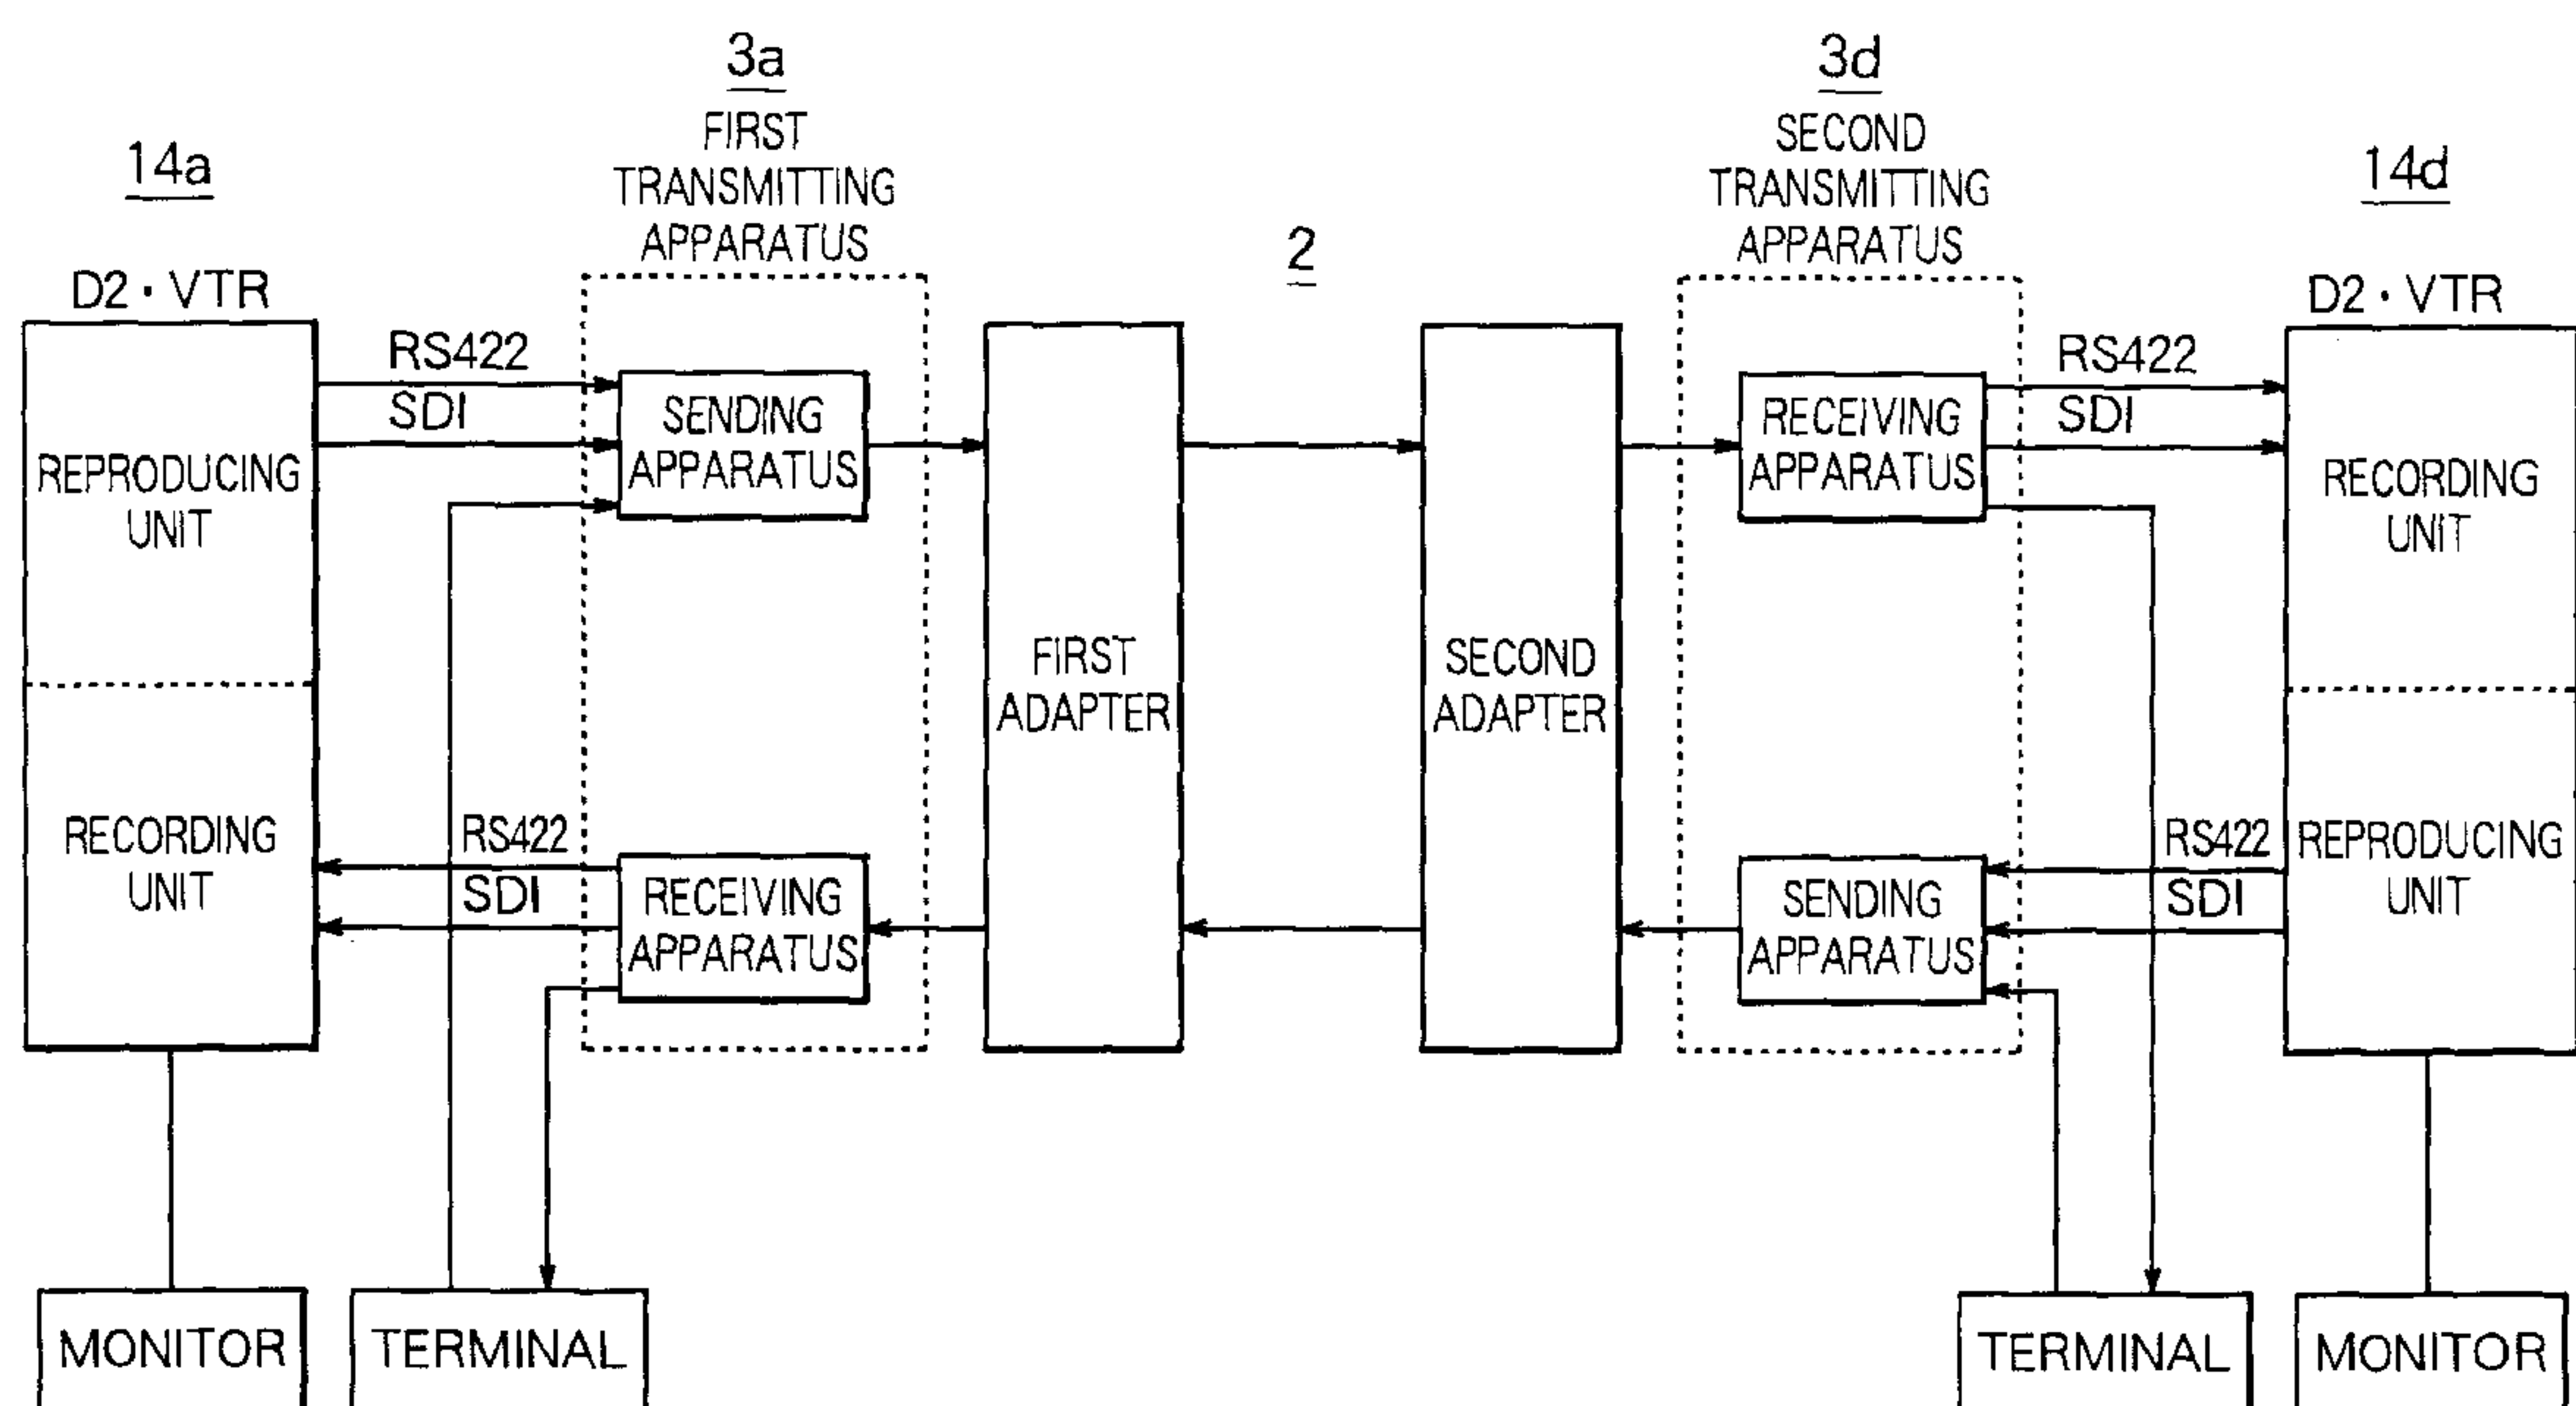 3a
3d
FIRST
TRANSMITTING
APPARATUS
SECOND
TRANSMITTING
APPARATUS
14a
14d
2
D2・VTR
D2・VTR
RS422
SDI
RS422
SDI
REPRODUCING
UNIT
SENDING
APPARATUS
RECEIVING
APPARATUS
RECORDING
UNIT
FIRST
ADAPTER
SECOND
ADAPTER
RECORDING
UNIT
RS422
SDI
RECEIVING
APPARATUS
SENDING
APPARATUS
RS422
SDI
REPRODUCING
UNIT
MONITOR
TERMINAL
TERMINAL
MONITOR